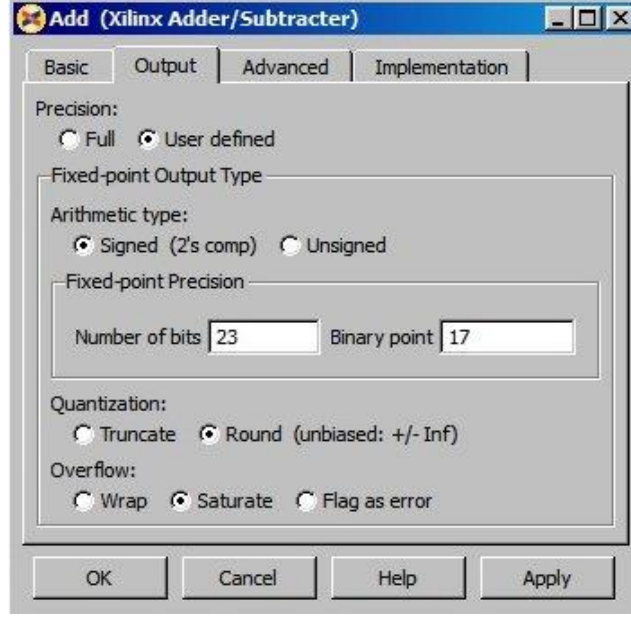 Add (Xilinx Adder/Subtracter)
Basic Output Advanced Implementation
Precision:
Full User defined
Fixed-point Output Type
Arithmetic type:
Signed (2's comp) Unsigned
Fixed-point Precision
Number of bits 23 Binary point 17
Quantization:
Truncate Round (unbiased: +/- Inf)
Overflow:
Wrap Saturate Flag as error
OK Cancel Help Apply